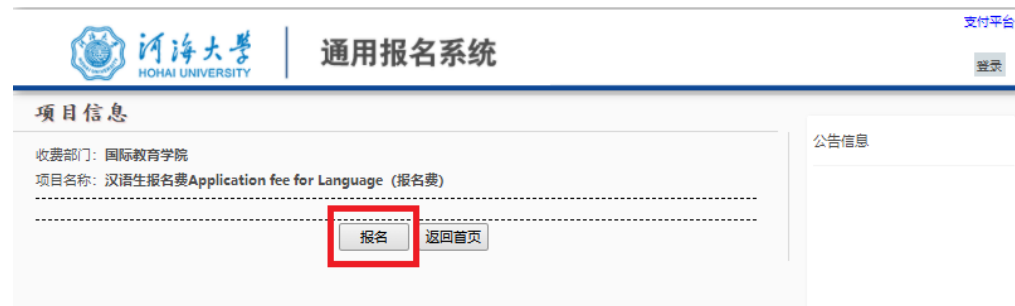 支付平台
河海大学
HOHAI UNIVERSITY
通用报名系统
登录
项目信息
收费部门：国际教育学院
项目名称：汉语生报名费Application fee for Language（报名费）
报名
返回首页
公告信息